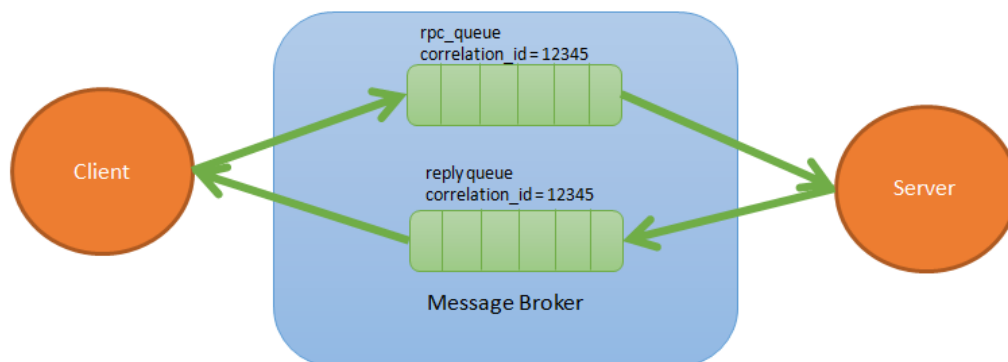 rpc_queue
correlation_id = 12345
Client
reply queue
correlation_id = 12345
Server
Message Broker